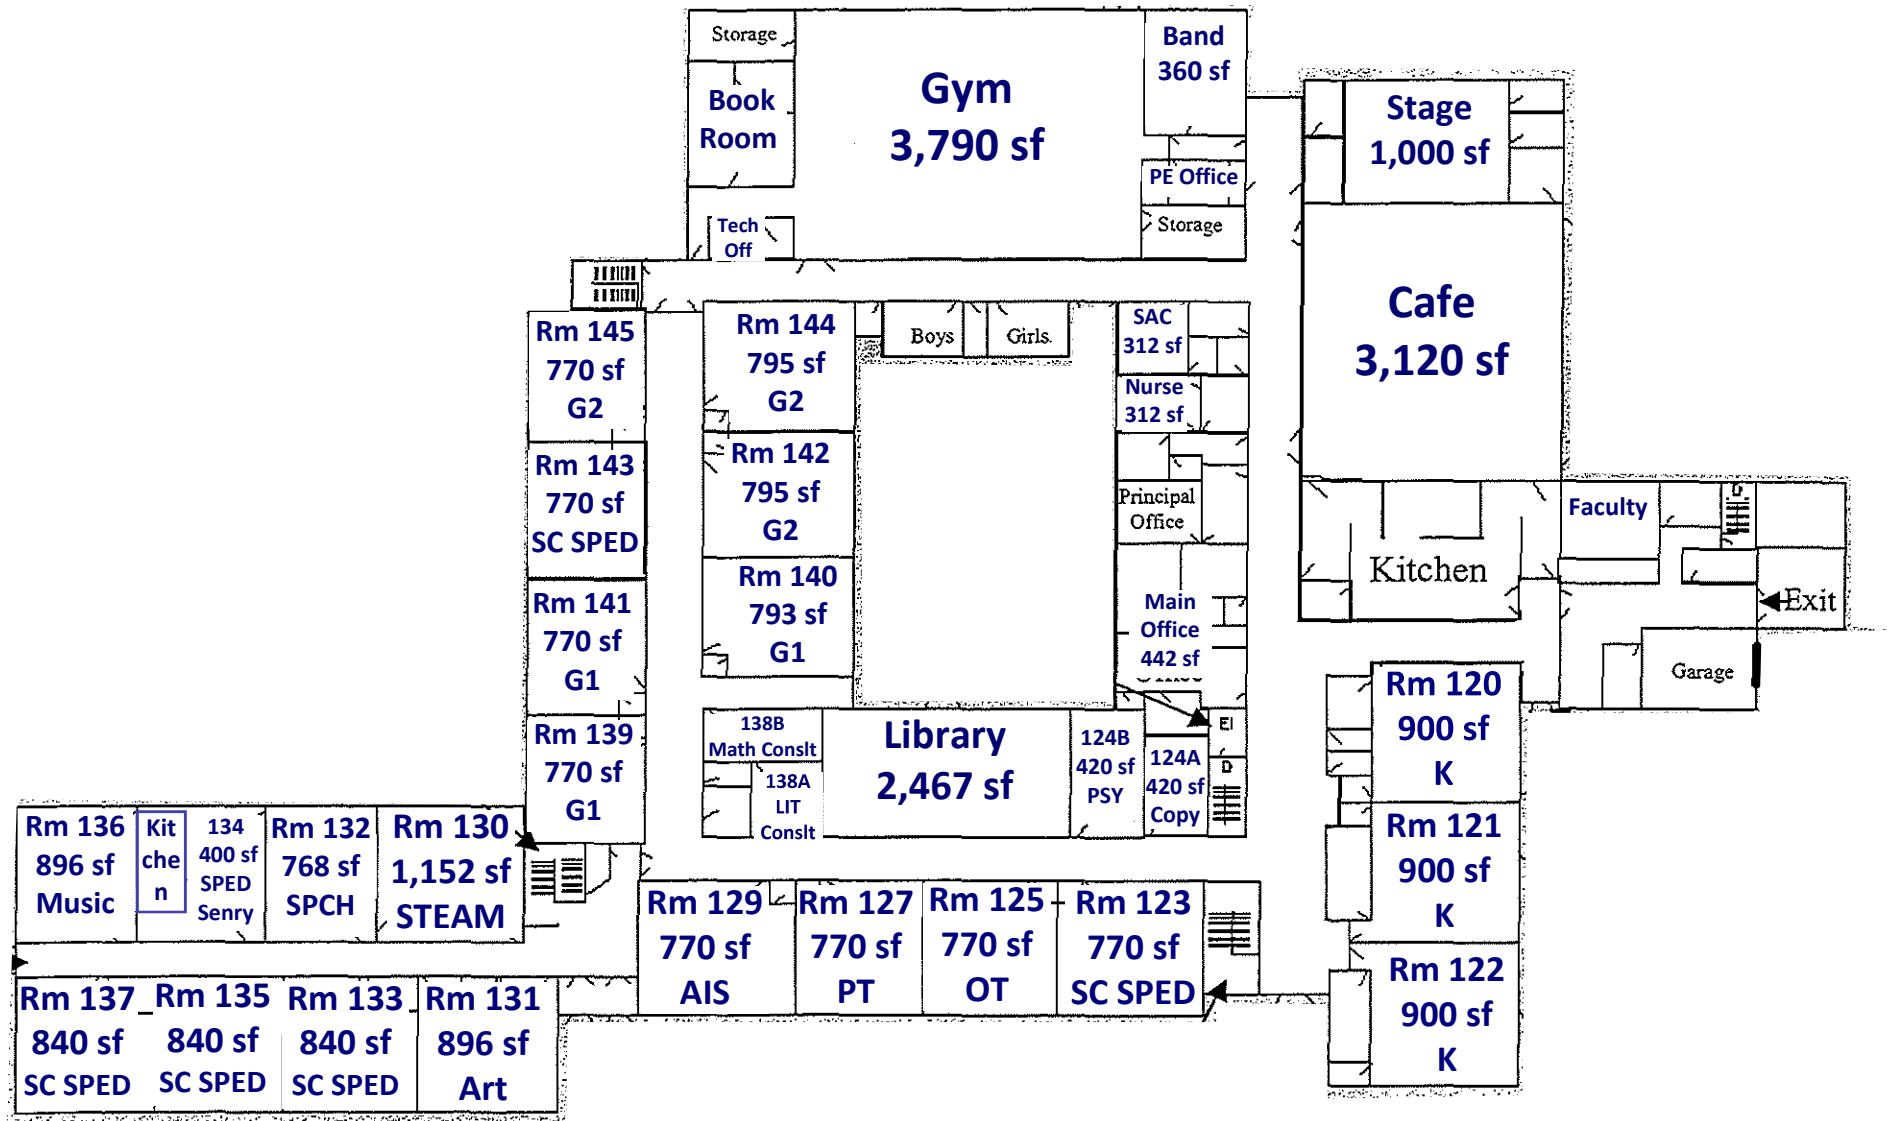 Storage
Book
Room
Tech
Off
Gym
3,790 sf
Band
360 sf
PE Office
Storage
Stage
1,000 sf
Cafe
3,120 sf
Rm 145
770 sf
G2
Rm 144
795 sf
G2
Boys
Girls
SAC
312 sf
Nurse
312 sf
Rm 143
770 sf
SC SPED
Rm 142
795 sf
G2
Principal
Office
Faculty
D
Kitchen
Exit
Garage
Rm 141
770 sf
G1
Rm 140
793 sf
G1
Main
Office
442 sf
Rm 139
770 sf
G1
138B
Math Conslt
138A
LIT
Conslt
Library
2,467 sf
124B
420 sf
PSY
124A
420 sf
Copy
El
D
Rm 120
900 sf
K
Rm 121
900 sf
K
Rm 122
900 sf
K
Rm 136
896 sf
Music
Kit
che
n
134
400 sf
SPED
Senry
Rm 132
768 sf
SPCH
Rm 130
1,152 sf
STEAM
Rm 129
770 sf
AIS
Rm 127
770 sf
PT
Rm 125
770 sf
OT
Rm 123
770 sf
SC SPED
Rm 137
840 sf
SC SPED
Rm 135
840 sf
SC SPED
Rm 133
840 sf
SC SPED
Rm 131
896 sf
Art